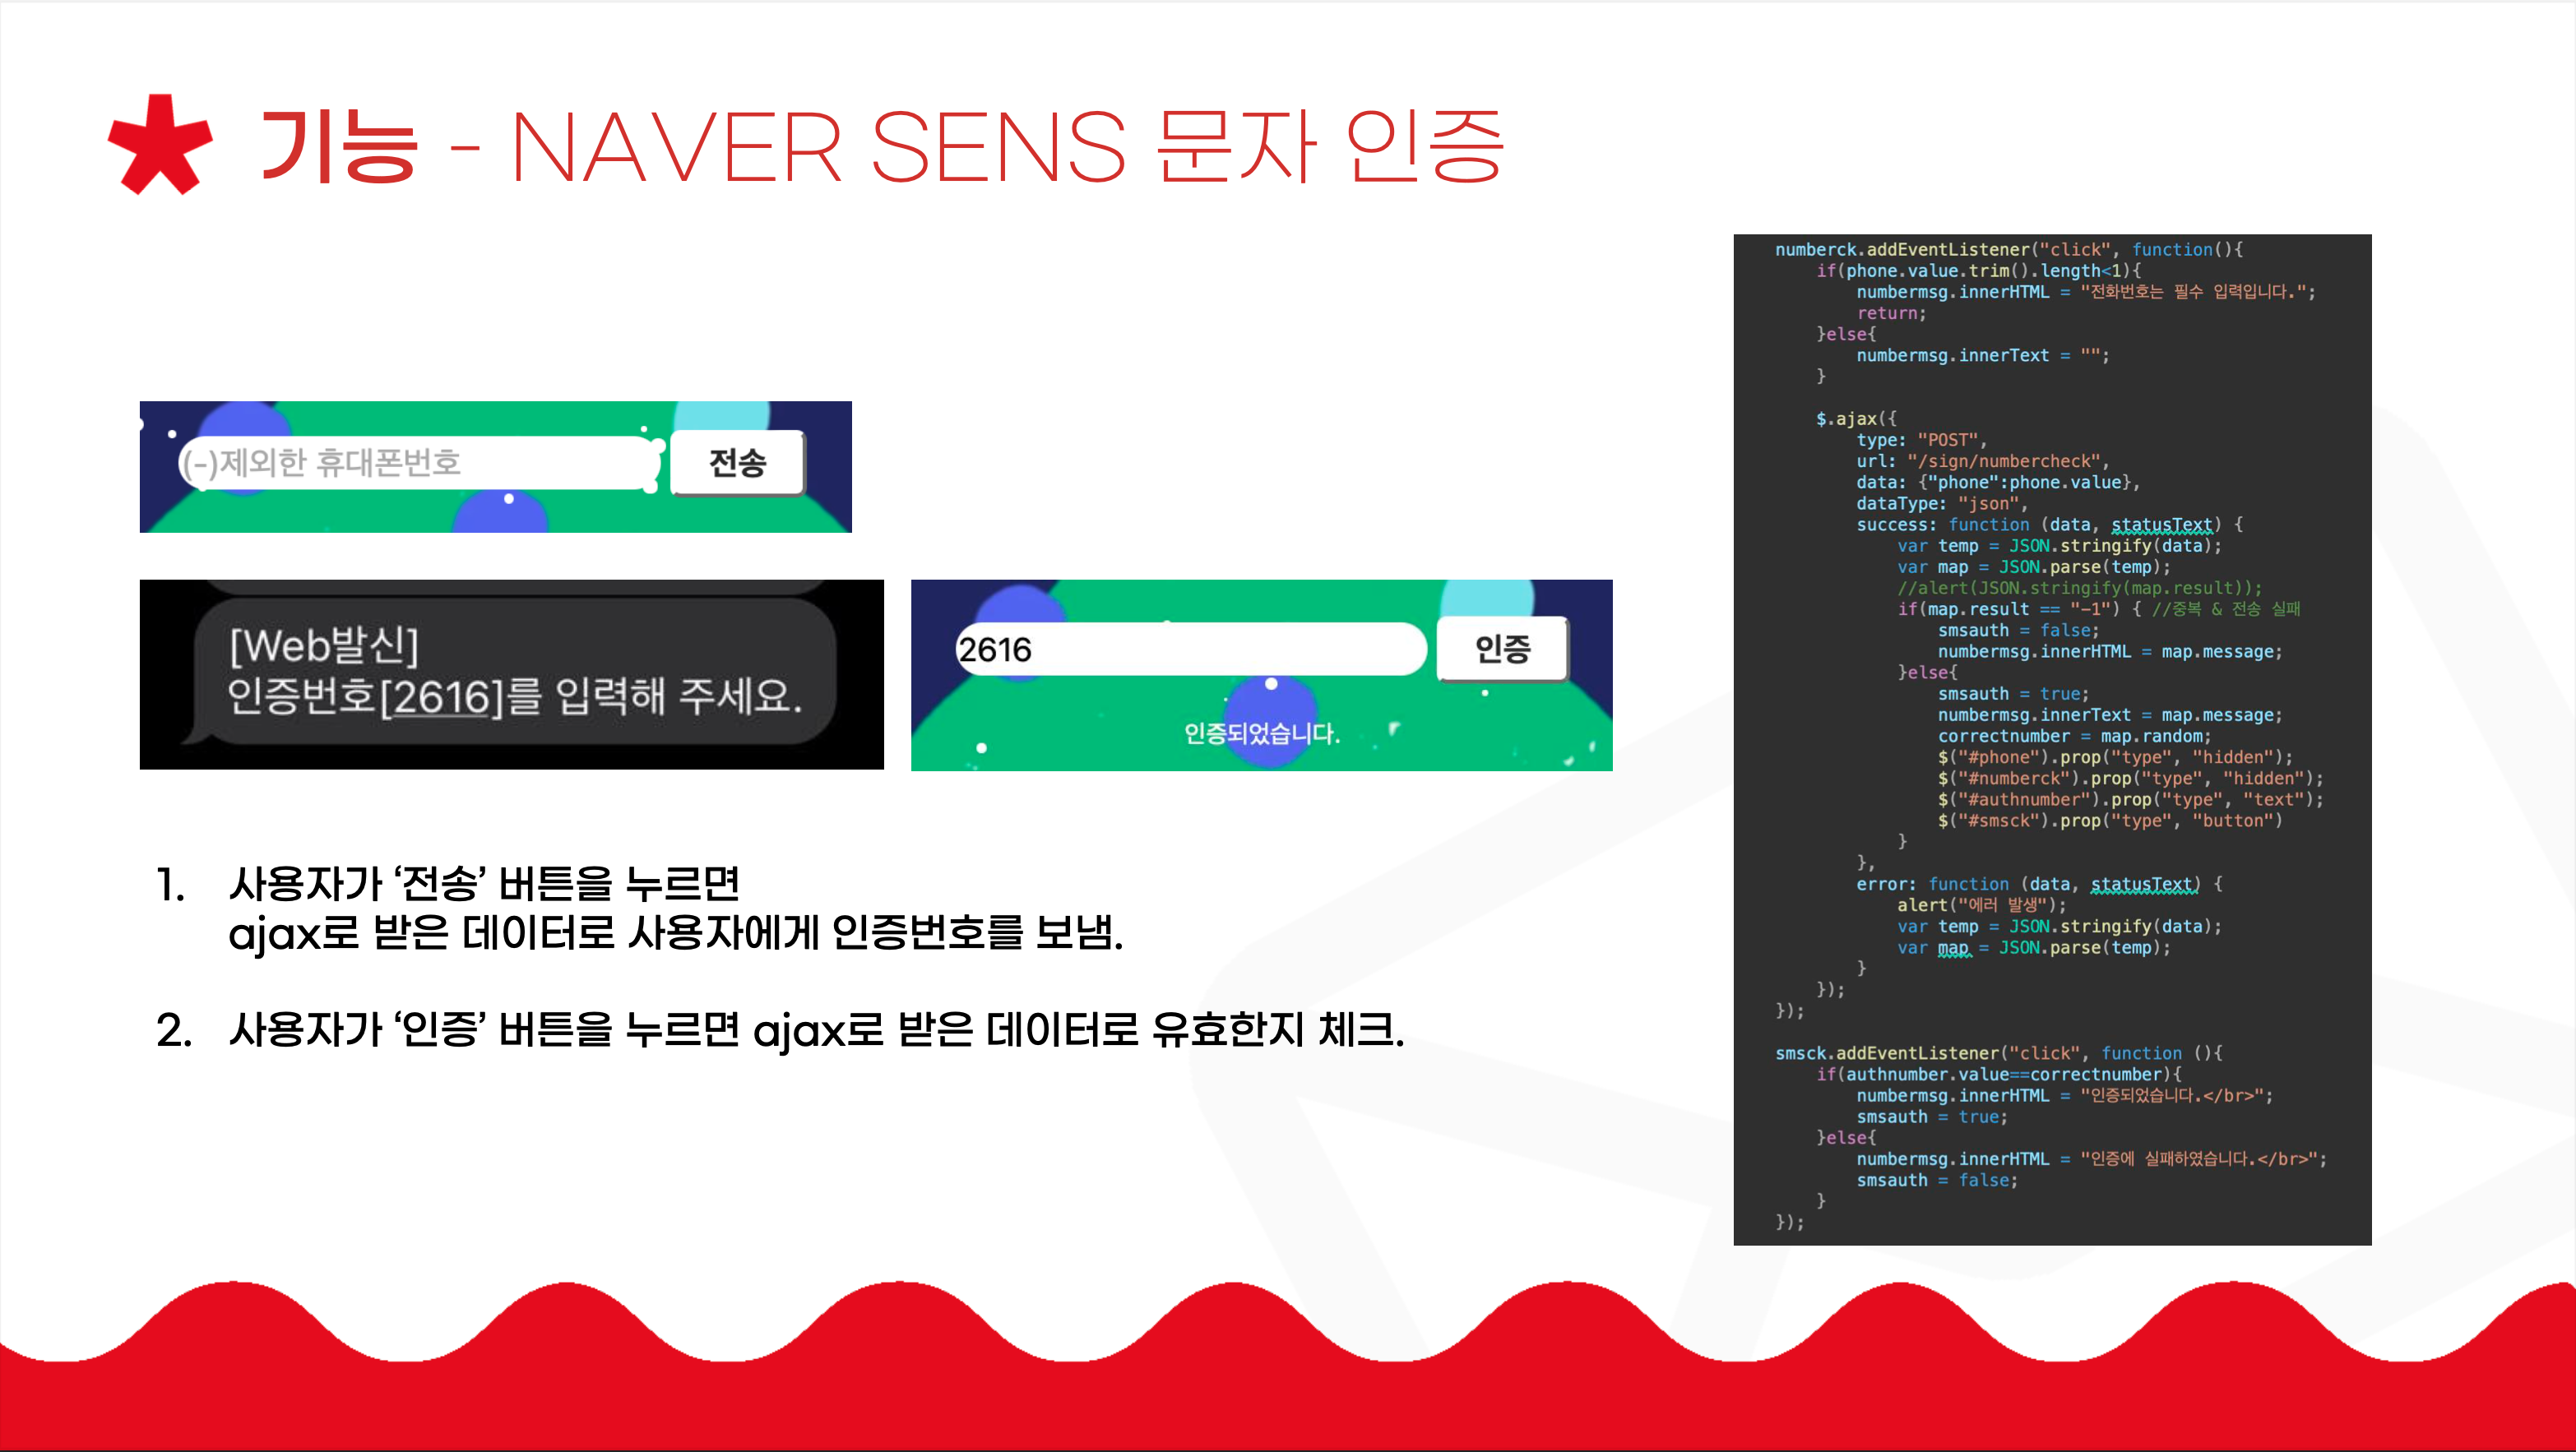 기능 - NAVER SENS 문자 인증
(-)제외한 휴대폰번호
전송
[Web발신]
인증번호[2616]를 입력해 주세요.
2616
인증
인증되었습니다.
1. 사용자가 ‘전송’ 버튼을 누르면
ajax로 받은 데이터로 사용자에게 인증번호를 보냄.
2. 사용자가 ‘인증’ 버튼을 누르면 ajax로 받은 데이터로 유효한지 체크.
numberck.addEventListener("click", function(){
if(phone.value.trim().length<1){
numbermsg.innerHTML = "전화번호는 필수 입력입니다.";
return;
}else{
numbermsg.innerText = "";
}
$.ajax({
type: "POST",
url: "/sign/numbercheck",
data: {"phone":phone.value},
dataType: "json",
success: function (data, statusText) {
var temp = JSON.stringify(data);
var map = JSON.parse(temp);
//alert(JSON.stringify(map.result));
if(map.result == "-1") { //중복 & 전송 실패
smsauth = false;
numbermsg.innerHTML = map.message;
}else{
smsauth = true;
numbermsg.innerText = map.message;
correctnumber = map.random;
$("#phone").prop("type", "hidden");
$("#numberck").prop("type", "hidden");
$("#authnumber").prop("type", "text");
$("#smsck").prop("type", "button")
}
},
error: function (data, statusText) {
alert("에러 발생");
var temp = JSON.stringify(data);
var map = JSON.parse(temp);
}
});
});
smsck.addEventListener("click", function (){
if(authnumber.value==correctnumber){
numbermsg.innerHTML = "인증되었습니다.</br>";
smsauth = true;
}else{
numbermsg.innerHTML = "인증에 실패하였습니다.</br>";
smsauth = false;
}
});